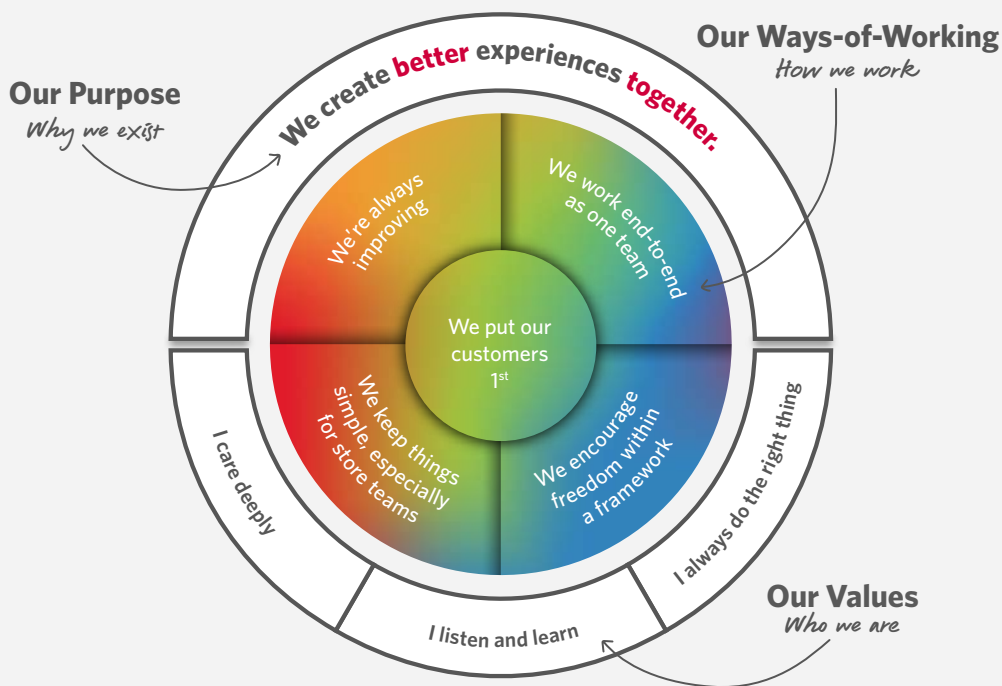 Our Purpose
Why we exist
We create better experiences together.
Our Ways-of-Working
How we work
We're always
improving
We work end-to-end
as one team
We put our
customers
1st
We keep things
simple, especially
for store teams
We encourage
freedom within
a framework
I care deeply
I listen and learn
I always do the right thing
Our Values
Who we are